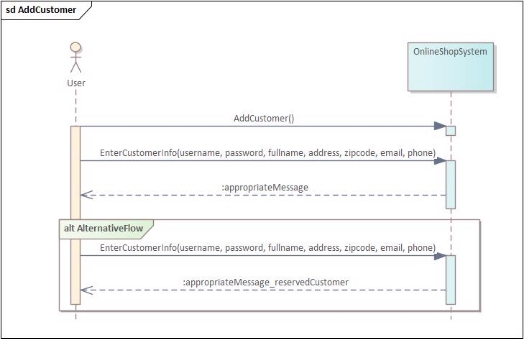 sd AddCustomer
User
OnlineShopSystem
AddCustomer()
EnterCustomerInfo(username, password, fullname, address, zipcode, email, phone)
:appropriateMessage
alt AlternativeFlow
EnterCustomerInfo(username, password, fullname, address, zipcode, email, phone)
:appropriateMessage_reservedCustomer